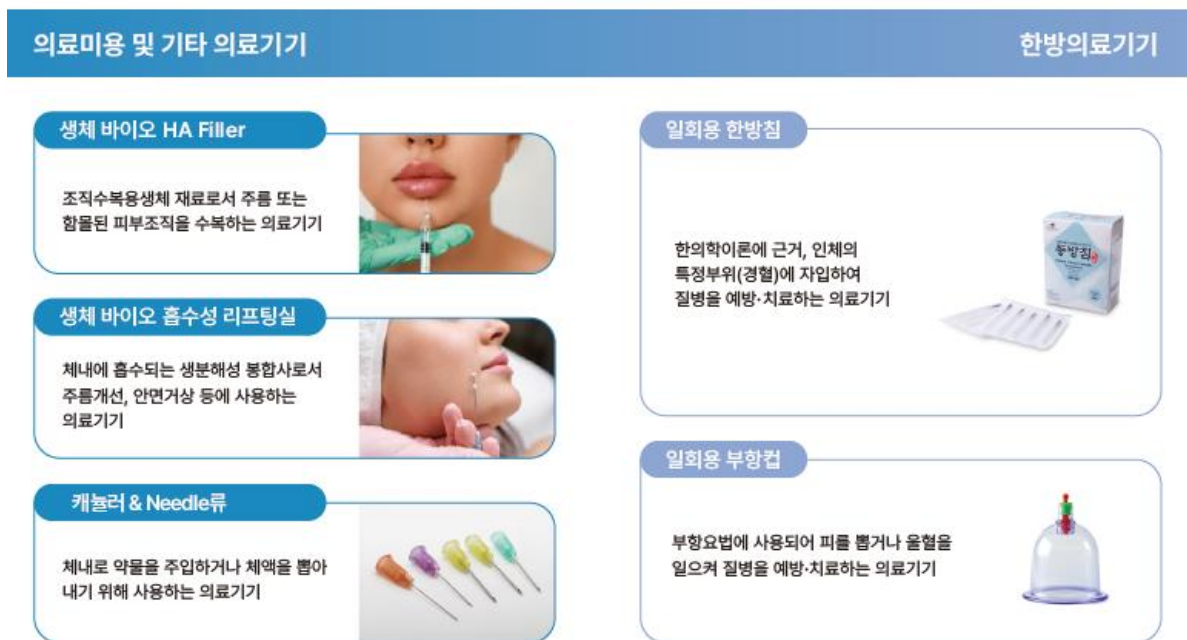 의료미용 및 기타 의료기기
한방의료기기
생체 바이오 HA Filler
조직수복용생체 재료로서 주름 또는
함몰된 피부조직을 수복하는 의료기기
생체 바이오 흡수성 리프팅실
체내에 흡수되는 생분해성 봉합사로서
주름개선, 안면거상 등에 사용하는
의료기기
캐뉼러 & Needle류
체내로 약물을 주입하거나 체액을 뽑아
내기 위해 사용하는 의료기기
일회용 한방침
한의학이론에 근거, 인체의
특정부위(경혈)에 자입하여
질병을 예방·치료하는 의료기기
동방침
일회용 부항컵
부항요법에 사용되어 피를 뽑거나 울혈을
일으켜 질병을 예방·치료하는 의료기기